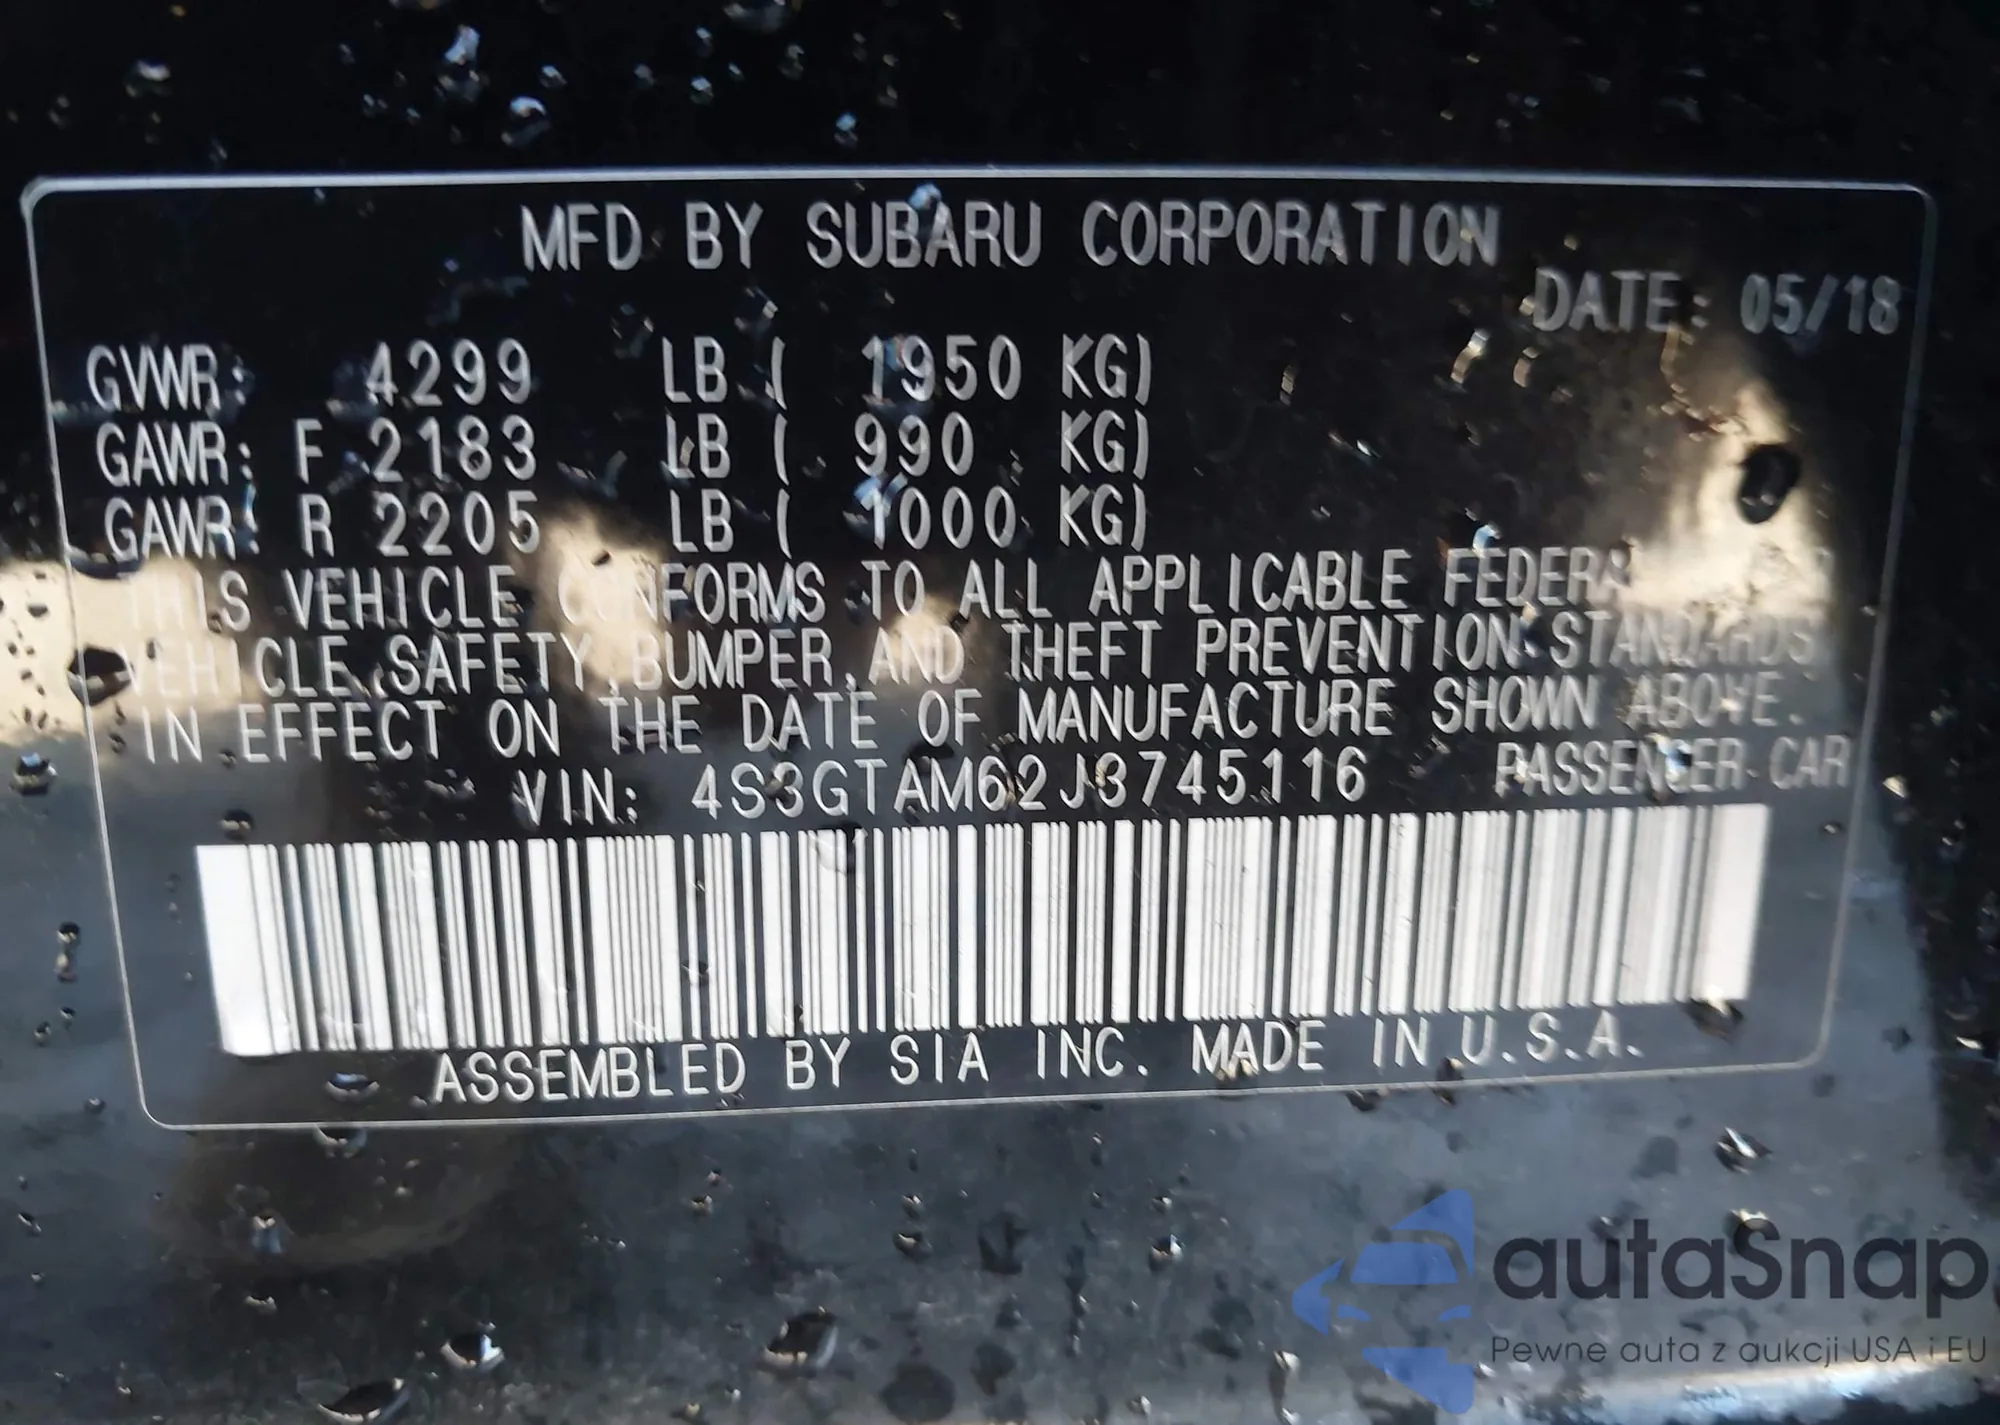 MFD BY SUBARU CORPORATION
DATE: 05/18
GVWR: 4299 LB ( 1950 KG)
GAWR: F 2183 LB ( 990 KG)
GAWR: R 2205 LB ( 1000 KG)
THIS VEHICLE CONFORMS TO ALL APPLICABLE FEDERAL
VEHICLE SAFETY, BUMPER, AND THEFT PREVENTION STANDARDS
IN EFFECT ON THE DATE OF MANUFACTURE SHOWN ABOVE.
VIN: 4S3GTAM62J3745116 PASSENGER CAR
ASSEMBLED BY SIA INC. MADE IN U.S.A.
autaSnap
Pewne auta z aukcji USA i EU